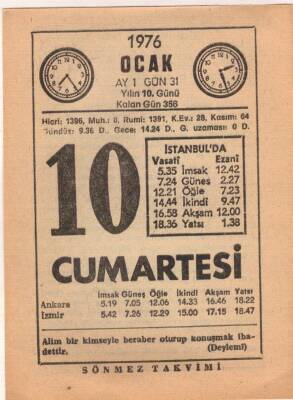 1976
OCAK
AY 1 GÜN 31
Yılın 10. Günü
Kalan Gün 356
Hicri: 1396, Muh.: 8, Rumi: 1391, K.Ev.: 28, Kasım: 64
Gündüz: 9.36 D., Gece: 14.24 D., G. uzaması: 0 D.
10
İSTANBUL'DA
Vasati Ezani
5.35 İmsak 12.42
7.24 Güneş 2.27
12.21 Öğle 7.23
14.44 İkindi 9.47
16.58 Akşam 12.00
18.36 Yatsı 1.38
CUMARTESİ
İmsak Güneş Öğle İkindi Akşam Yatsı
Ankara 5.19 7.05 12.06 14.33 16.46 18.22
İzmir 5.42 7.26 12.29 15.00 17.15 18.47
Alim bir kimseyle beraber oturup konuşmak iba-
dettir. (Deylemi)
SÖNMEZ TAKVİMİ